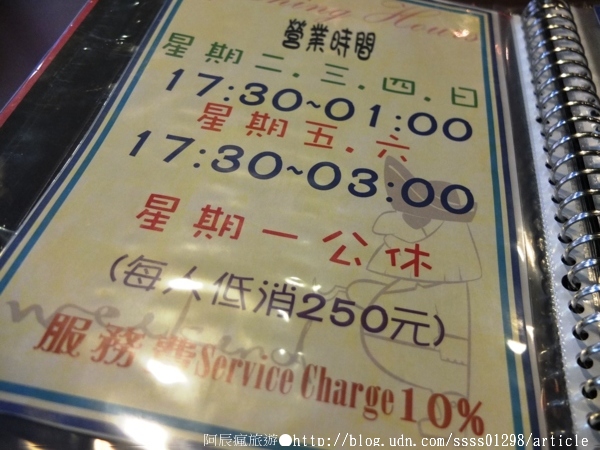 Hours
營業時間
星期二.三.四.日
17:30~01:00
星期五.六
17:30~03:00
星期一公休
(每人低消250元)
weekend
服務費Service Charge10%
阿辰瘋旅遊●http://blog.udn.com/ssss01298/article